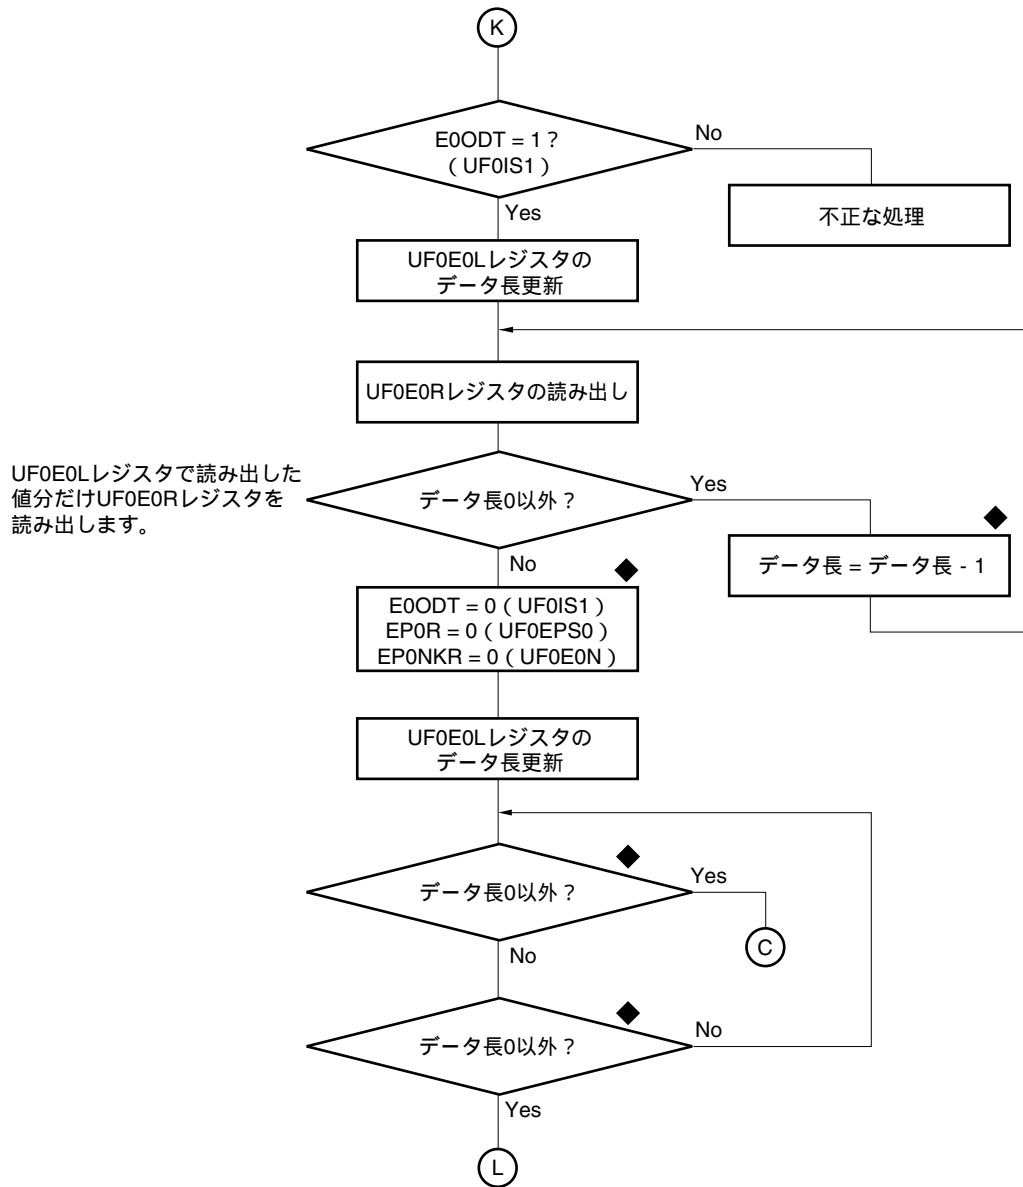 K
E0ODT = 1？
（UF0IS1）
No
不正な処理
Yes
UF0E0Lレジスタの
データ長更新
UF0E0Rレジスタの読み出し
UF0E0Lレジスタで読み出した
値分だけUF0E0Rレジスタを
読み出します。
データ長0以外？
Yes
データ長 = データ長 - 1
No
E0ODT = 0（UF0IS1）
EP0R = 0（UF0EPS0）
EP0NKR = 0（UF0E0N）
UF0E0Lレジスタの
データ長更新
データ長0以外？
Yes
C
No
データ長0以外？
No
Yes
L